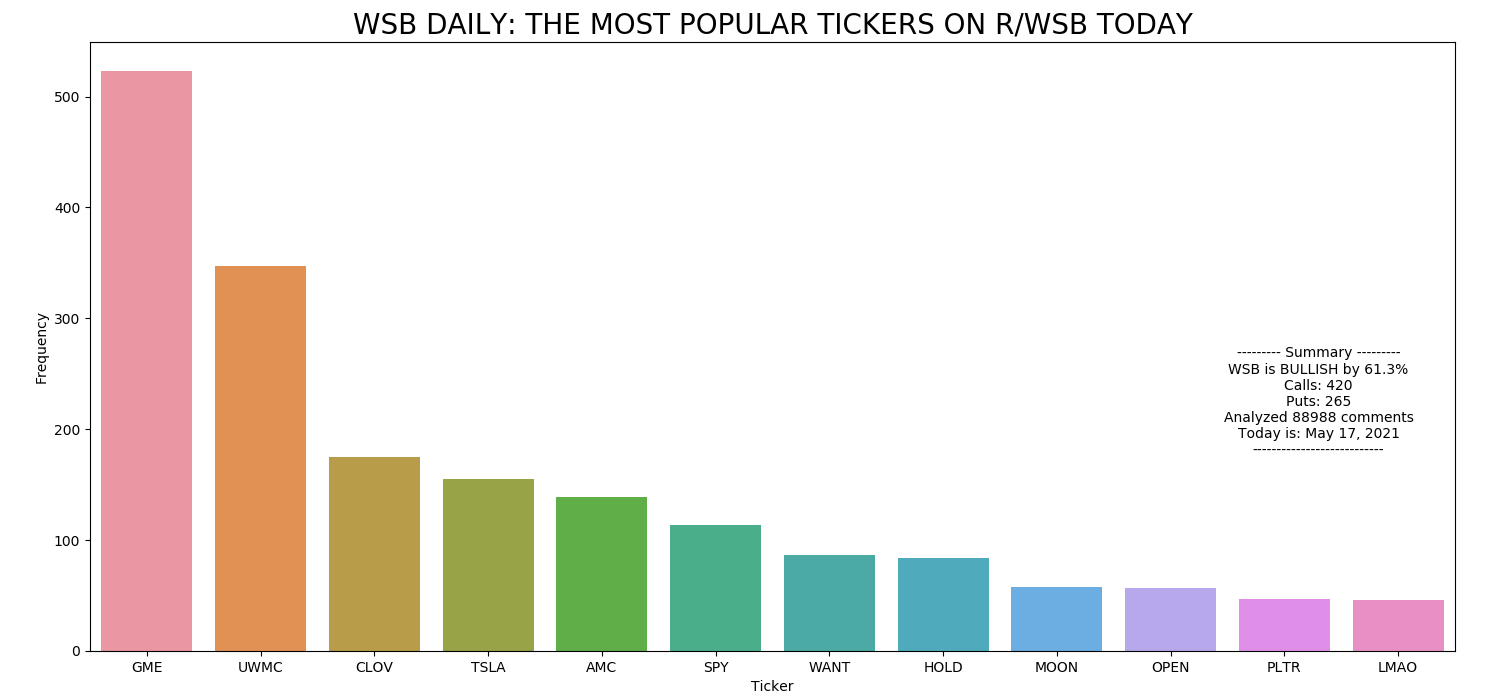 WSB DAILY: THE MOST POPULAR TICKERS ON R/WSB TODAY
Frequency
500
400
300
200
100
0
--------- Summary ---------
WSB is BULLISH by 61.3%
Calls: 420
Puts: 265
Analyzed 88988 comments
Today is: May 17, 2021
---------------------------
GME UWMC CLOV TSLA AMC SPY WANT HOLD MOON OPEN PLTR LMAO
Ticker